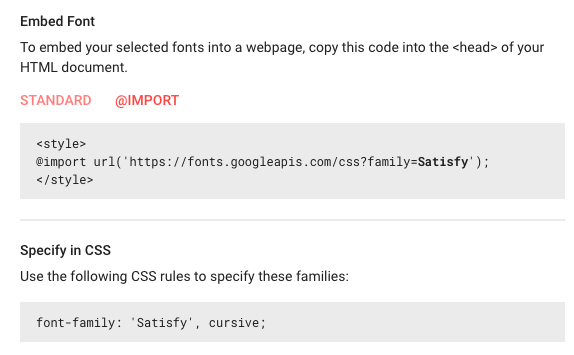 Embed Font
To embed your selected fonts into a webpage, copy this code into the <head> of your
HTML document.
STANDARD @IMPORT
<style>
@import url('https://fonts.googleapis.com/css?family=Satisfy');
</style>
Specify in CSS
Use the following CSS rules to specify these families:
font-family: 'Satisfy', cursive;